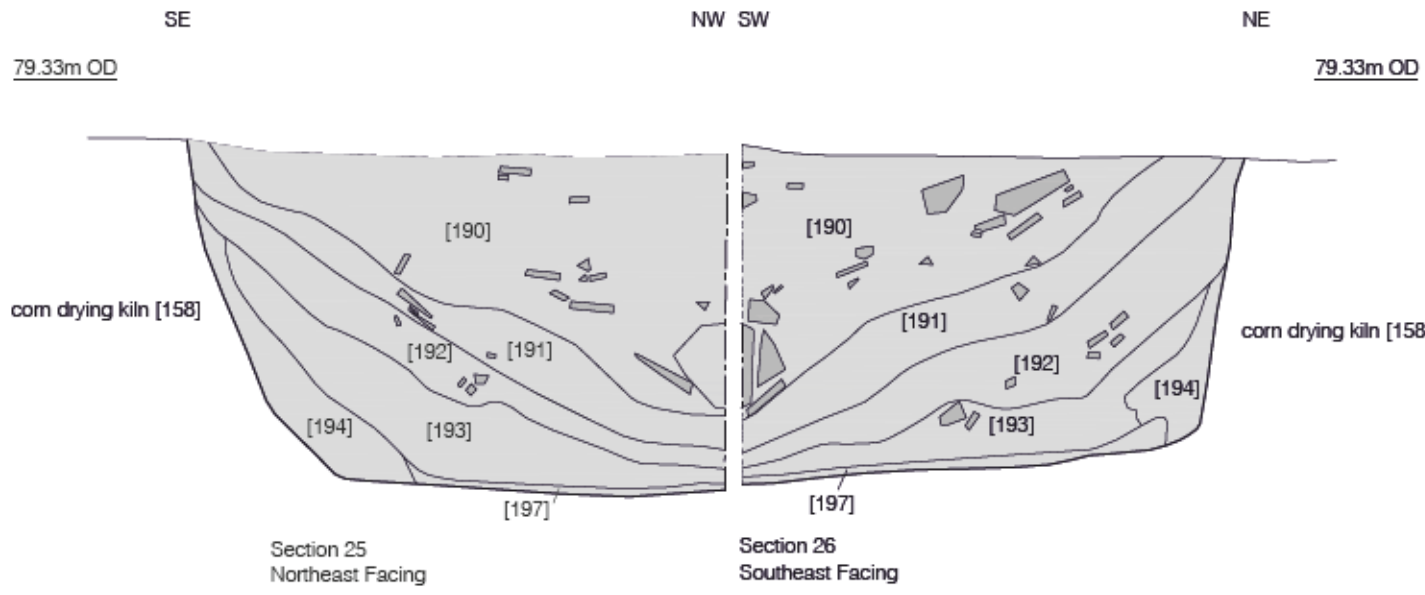 SE
NW SW
NE
79.33m OD
79.33m OD
[190]
[190]
corn drying kiln [158]
[191]
corn drying kiln [158
[192]
[191]
[192]
[194]
[194]
[193]
[193]
[197]
[197]
Section 25
Northeast Facing
Section 26
Southeast Facing